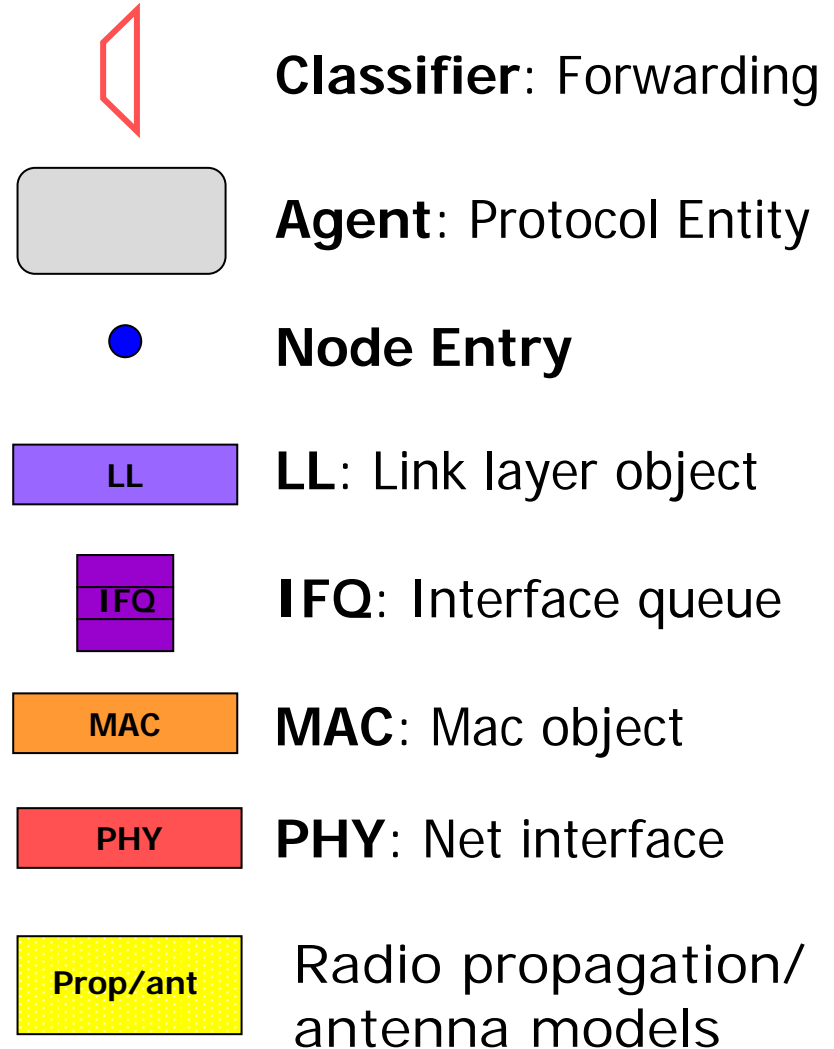 Classifier: Forwarding
Agent: Protocol Entity
Node Entry
LL
LL: Link layer object
IFQ
IFQ: Interface queue
MAC
MAC: Mac object
PHY
PHY: Net interface
Prop/ant
Radio propagation/
antenna models